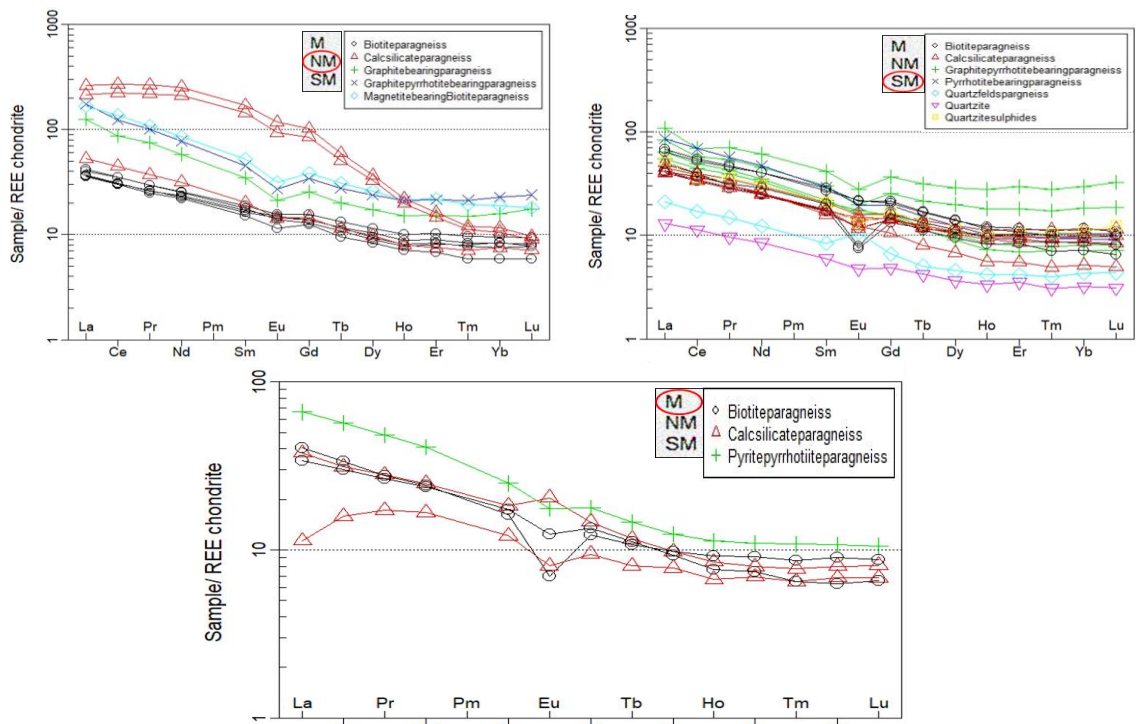 1000
100
10
1
Sample/ REE chondrite
M
NM
SM
Biotiteparagneiss
Calcsilicateparagneiss
Graphitebearingparagneiss
Graphitepyrrhotitebearingparagneiss
MagnetitebearingBiotiteparagneiss
La Pr Pm Eu Tb Ho Tm Lu
Ce Nd Sm Gd Dy Er Yb
1000
100
10
1
Sample/ REE chondrite
M
NM
SM
Biotiteparagneiss
Calcsilicateparagneiss
Graphitepyrrhotitebearingparagneiss
Pyrrhotitebearingparagneiss
Quartzfeldspargneiss
Quartzite
Quartzitesulphides
La Pr Pm Eu Tb Ho Tm Lu
Ce Nd Sm Gd Dy Er Yb
100
10
1
Sample/ REE chondrite
M
NM
SM
Biotiteparagneiss
Calcsilicateparagneiss
Pyritepyrrhotiiteparagneiss
La Pr Pm Eu Tb Ho Tm Lu